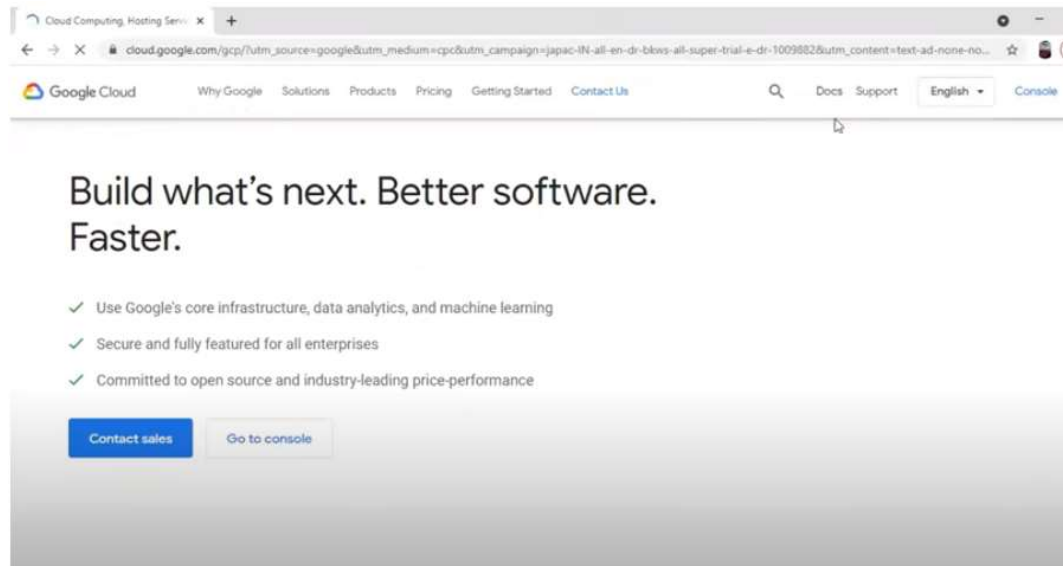 Cloud Computing, Hosting Serv
cloud.google.com/gcp/?utm_source=google&utm_medium=cpc&utm_campaign=japac-IN-all-en-dr-bkws-all-super-trial-e-dr-1009882&utm_content=text-ad-none-no...
Google Cloud Why Google Solutions Products Pricing Getting Started Contact Us Docs Support English Console
Build what's next. Better software.
Faster.
Use Google's core infrastructure, data analytics, and machine learning
Secure and fully featured for all enterprises
Committed to open source and industry-leading price-performance
Contact sales Go to console